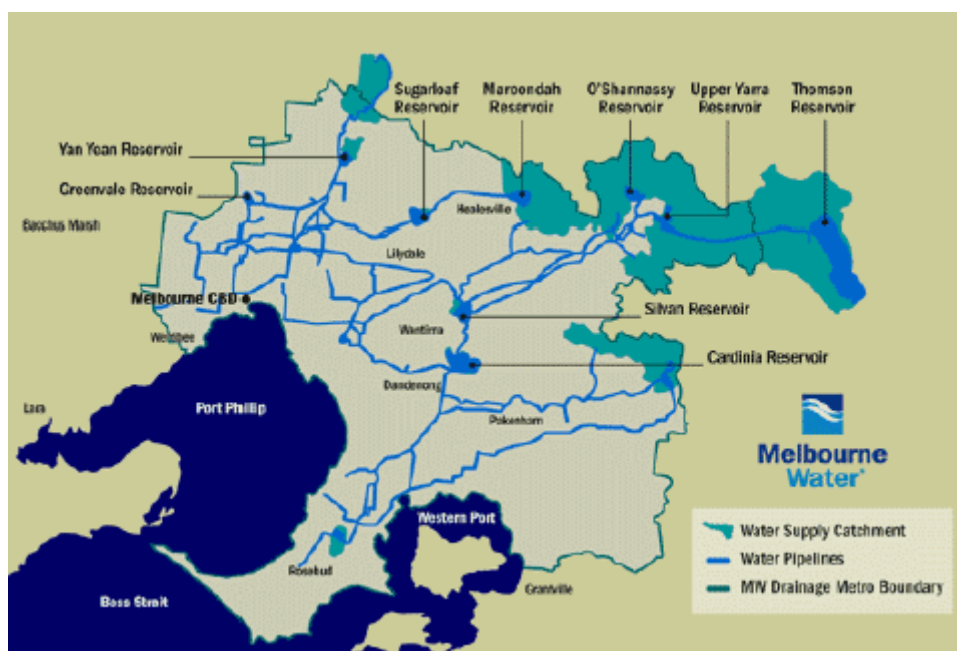 Sugarloaf
Reservoir
Maroondah
Reservoir
O'Shannassy
Reservoir
Upper Yarra
Reservoir
Thomson
Reservoir
Yan Yean Reservoir
Greenvale Reservoir
Bacchus Marsh
Healesville
Lilydale
Melbourne CBD
Silvan Reservoir
Werribee
Wantirna
Cardinia Reservoir
Dandenong
Lara
Port Phillip
Pakenham
Melbourne
Water
Western Port
Water Supply Catchment
Water Pipelines
Rosebud
Grantville
MW Drainage Metro Boundary
Bass Strait